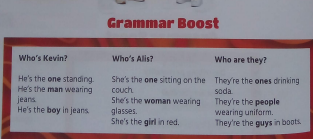 Grammar Boost
Who's Kevin?
He's the one standing.
He's the man wearing
jeans.
He's the boy in jeans.
Who's Alis?
She's the one sitting on the
couch.
She's the woman wearing
glasses.
She's the girl in red.
Who are they?
They're the ones drinking
soda.
They're the people
wearing uniform.
They're the guys in boots.